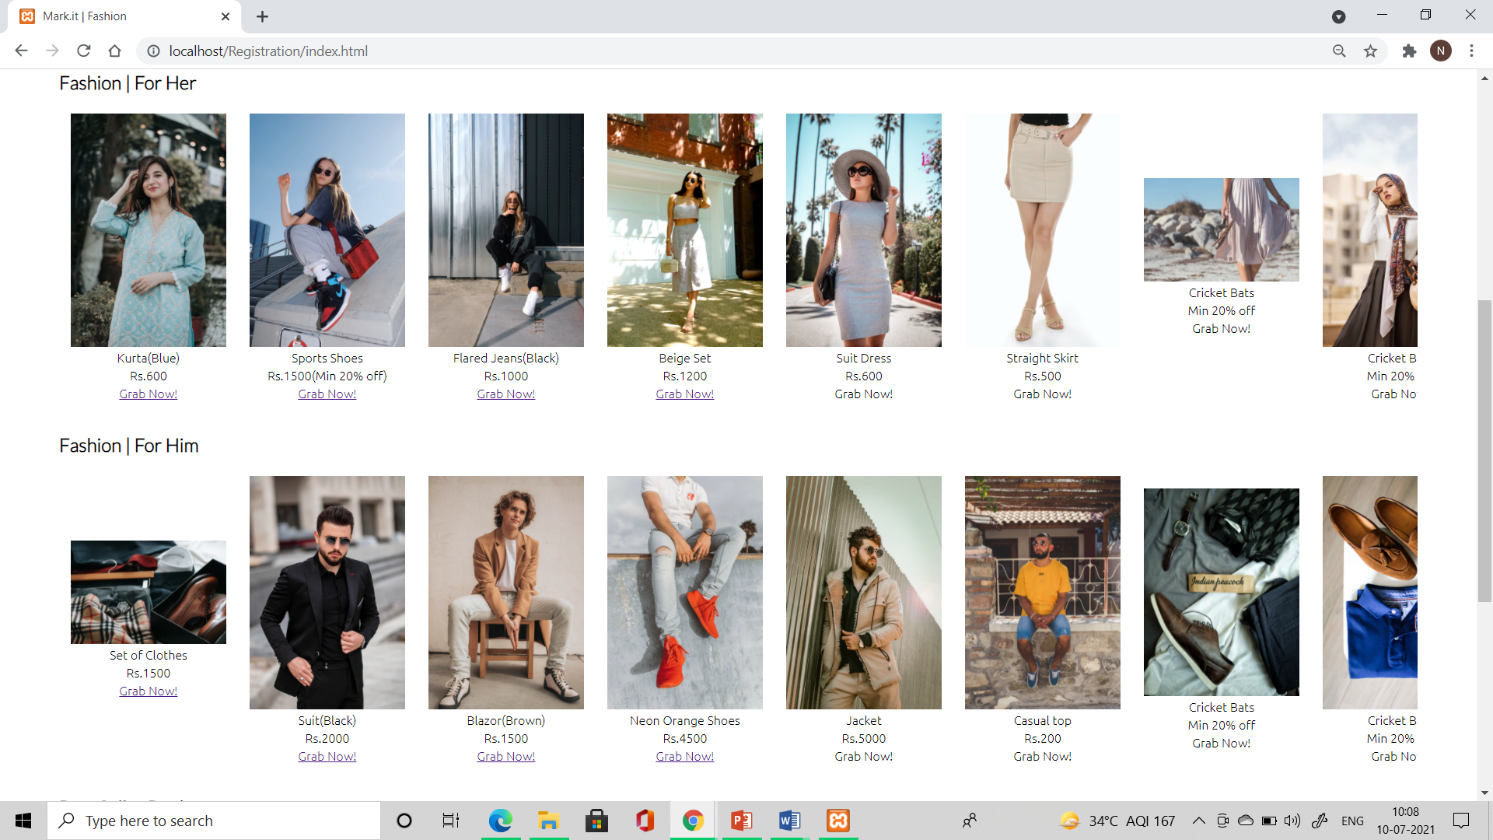 Mark.it | Fashion
localhost/Registration/index.html
N
Fashion | For Her
Kurta(Blue)
Rs.600
Grab Now!
Sports Shoes
Rs.1500(Min 20% off)
Grab Now!
Flared Jeans(Black)
Rs.1000
Grab Now!
Beige Set
Rs.1200
Grab Now!
Suit Dress
Rs.600
Grab Now!
Straight Skirt
Rs.500
Grab Now!
Cricket Bats
Min 20% off
Grab Now!
Cricket B
Min 20%
Grab No
Fashion | For Him
Set of Clothes
Rs.1500
Grab Now!
Suit(Black)
Rs.2000
Grab Now!
Blazor(Brown)
Rs.1500
Grab Now!
Neon Orange Shoes
Rs.4500
Grab Now!
Jacket
Rs.5000
Grab Now!
Casual top
Rs.200
Grab Now!
Indian peacock
Cricket Bats
Min 20% off
Grab Now!
Cricket B
Min 20%
Grab No
Type here to search
34°C AQI 167
ENG
10:08
10-07-2021